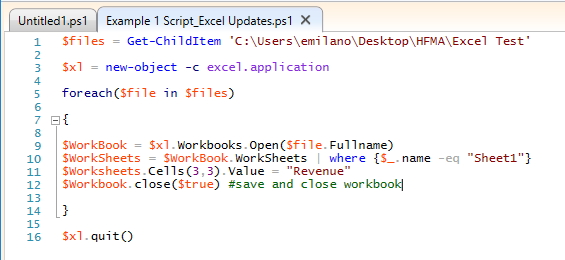 Untitled1.ps1 Example 1 Script_Excel Updates.ps1 X
1 $files = Get-ChildItem 'C:\Users\emilano\Desktop\HFMA\Excel Test'
2
3 $xl = new-object -c excel.application
4
5 foreach($file in $files)
6
7 {
8
9 $WorkBook = $xl.Workbooks.Open($file.Fullname)
10 $WorkSheets = $WorkBook.WorkSheets | where {$_.name -eq "Sheet1"}
11 $Worksheets.Cells(3,3).Value = "Revenue"
12 $Workbook.close($true) #save and close workbook
13
14 }
15
16 $xl.quit()